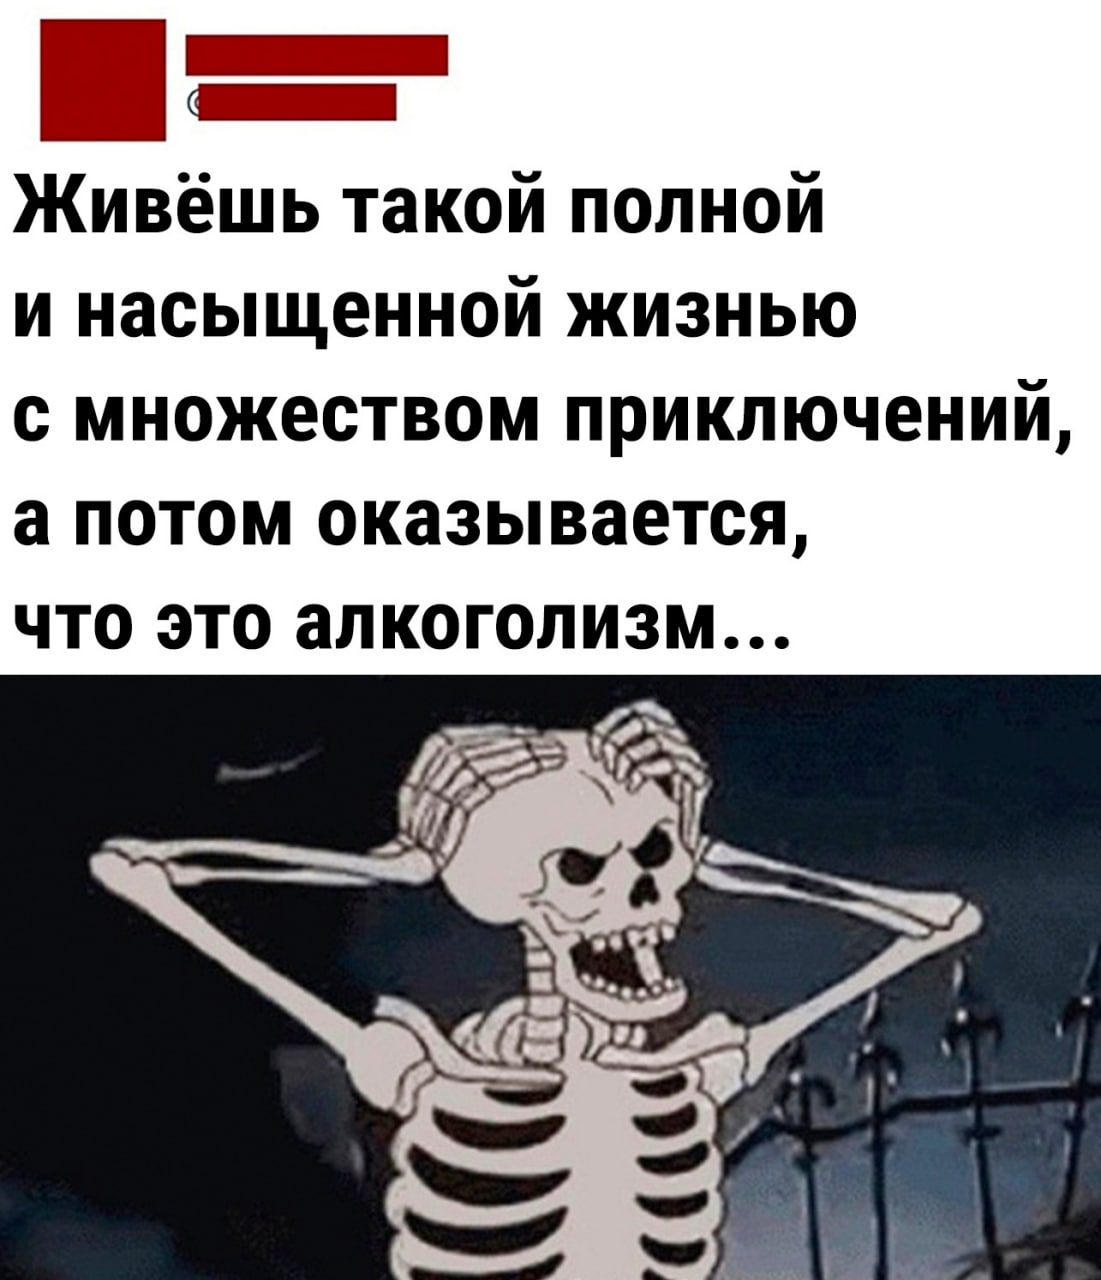 Живёшь такой полной
и насыщенной жизнью
с множеством приключений,
а потом оказывается,
что это алкоголизм...